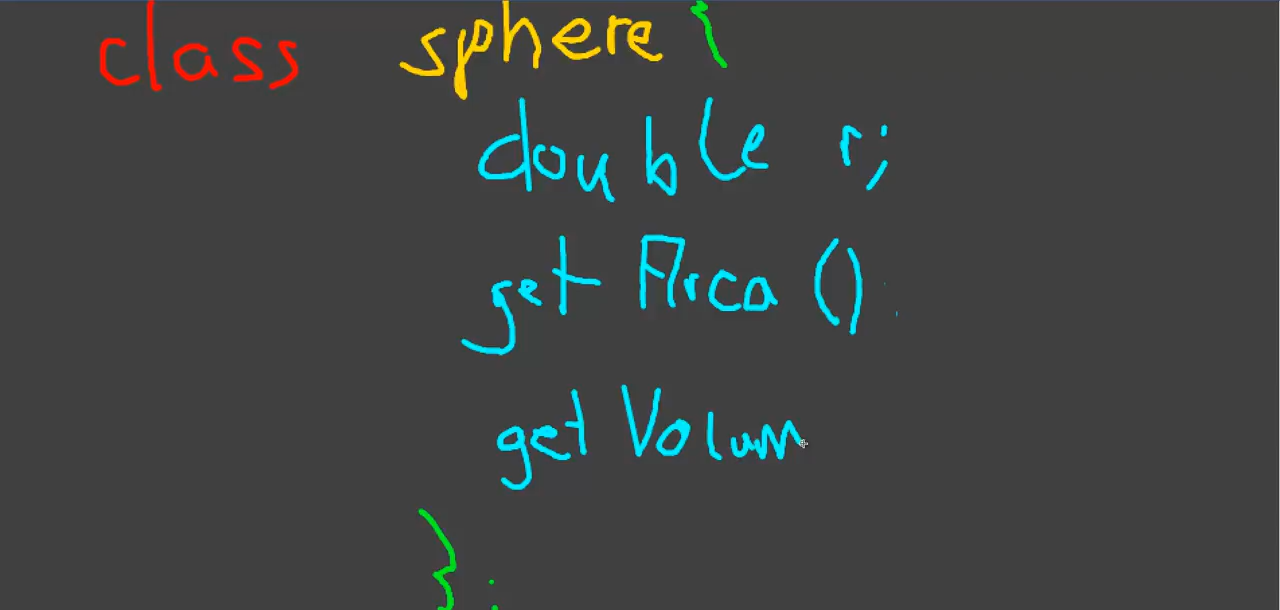 class sphere{
double r;
get Area ();
get Volum
};